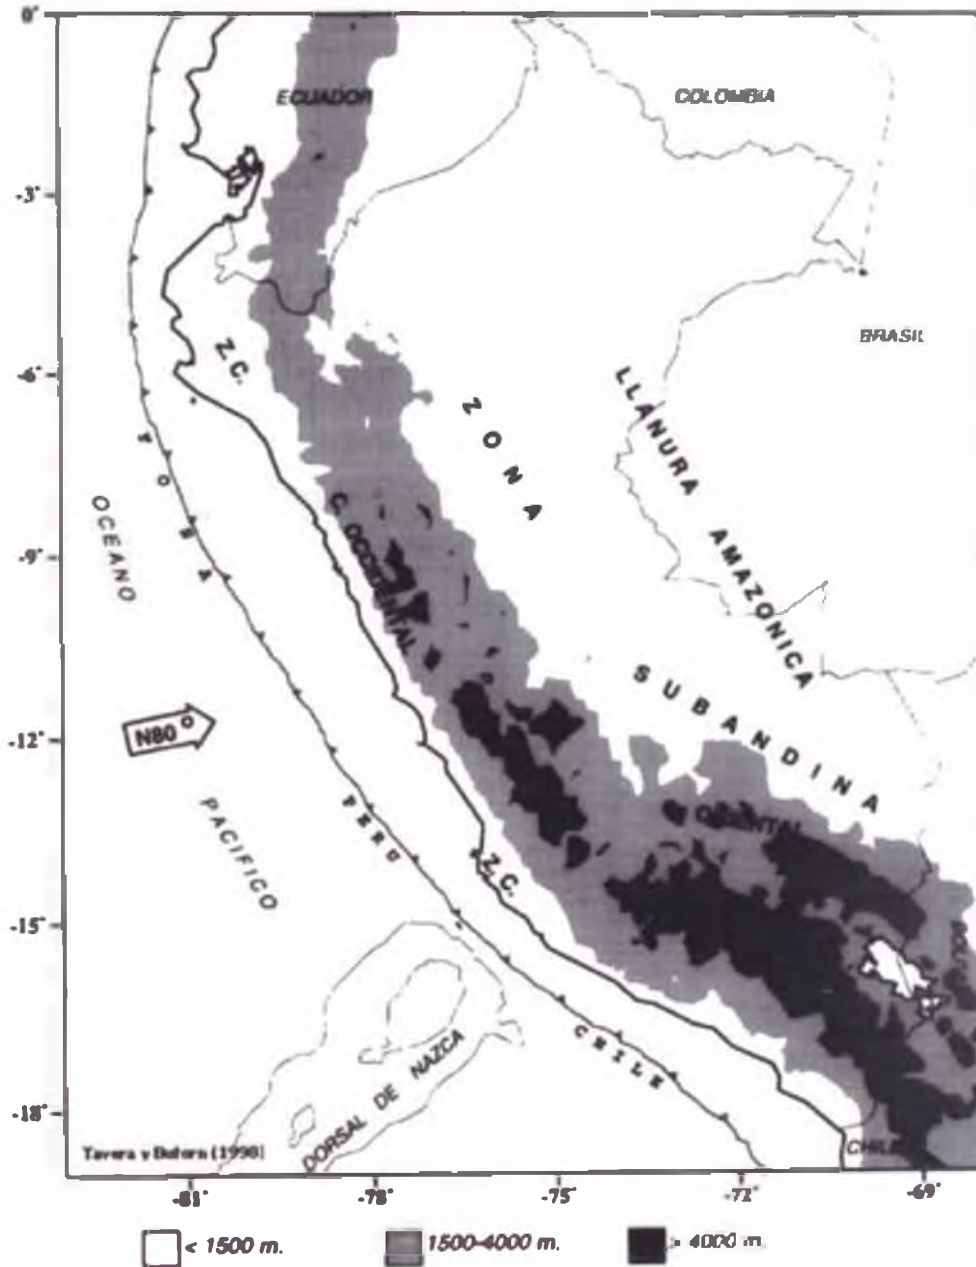 0°
ECUADOR
COLOMBIA
-3°
BRASIL
Z.C.
-6°
ZONA
LLANURA AMAZONICA
FOSA
OCEANO
C. OCCIDENTAL
-9°
SUBANDINA
N80°
-12°
PERU
PACIFICO
ORIENTAL
Z.C.
-15°
CHILE
DORSAL DE NAZCA
-18°
Tavera y Buforn (1998)
CHILE
-81°
-78°
-75°
-72°
-69°
< 1500 m.
1500-4000 m.
> 4000 m.